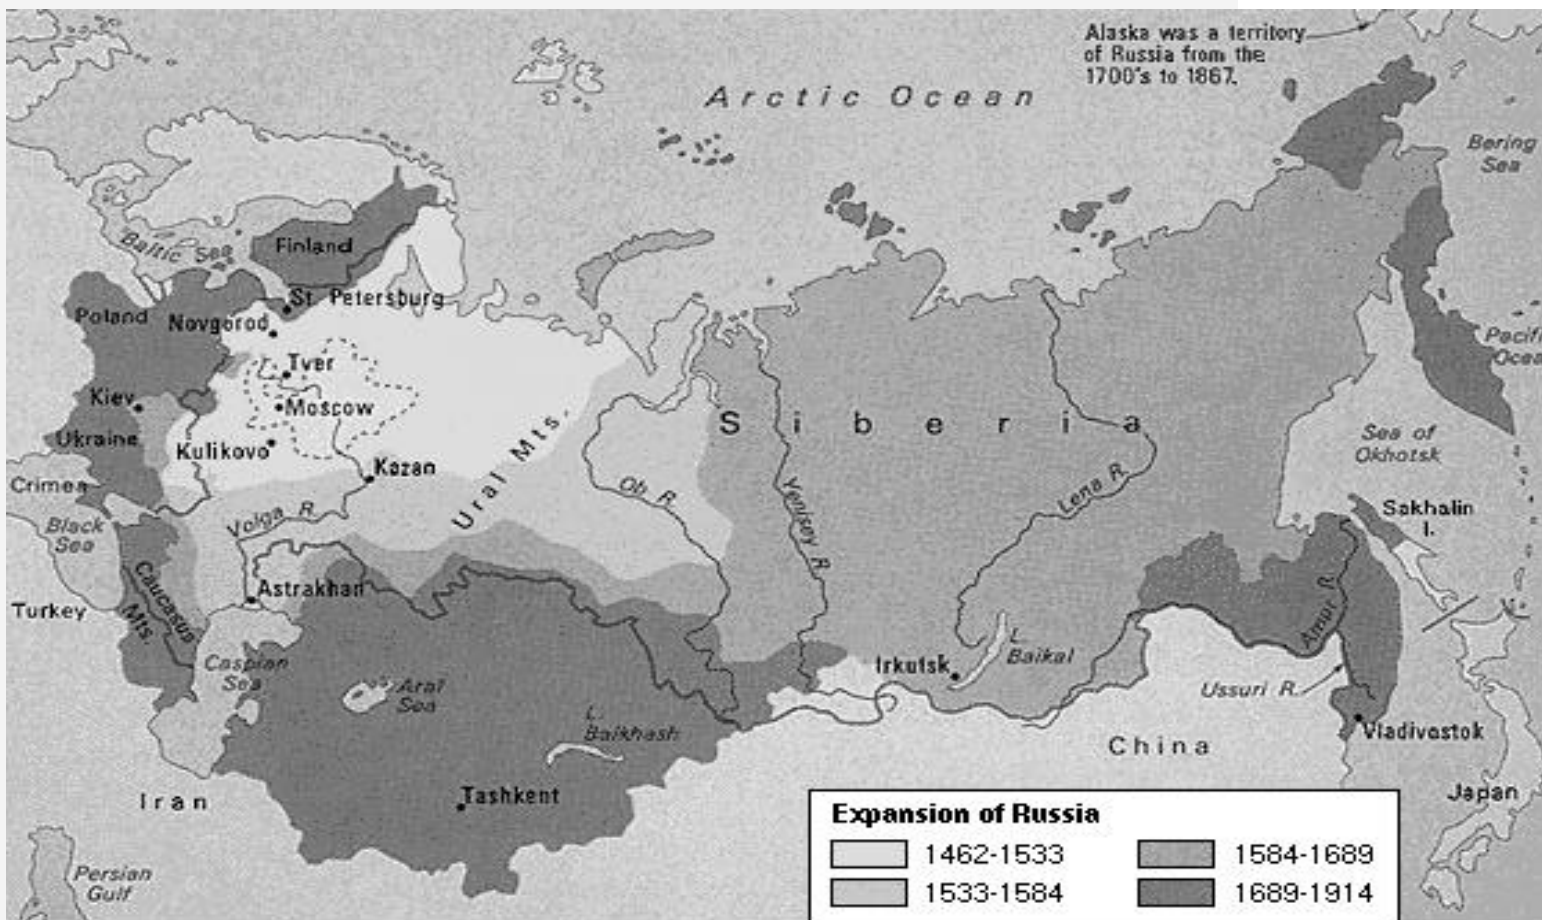 Alaska was a territory
of Russia from the
1700's to 1867.
Arctic Ocean
Bering
Sea
Baltic Sea
Finland
St. Petersburg
Poland
Novgorod
Pacifi
Ocea
Tver
Kiev
Moscow
Siberia
Ukraine
Kulikovo
Ural Mts.
Kazan
Sea of
Okhotsk
Crimea
Ob R.
Yenisey R.
Lena R.
Volga R.
Black
Sea
Sakhalin
I.
Astrakhan
Caucasus
Mts.
Turkey
Amur R.
L.
Baikal
Irkutsk
Caspian
Sea
Aral
Sea
Ussuri R.
L.
Baikhash
Vladivostok
China
Iran
Tashkent
Japan
Persian
Gulf
Expansion of Russia
1462-1533
1584-1689
1533-1584
1689-1914